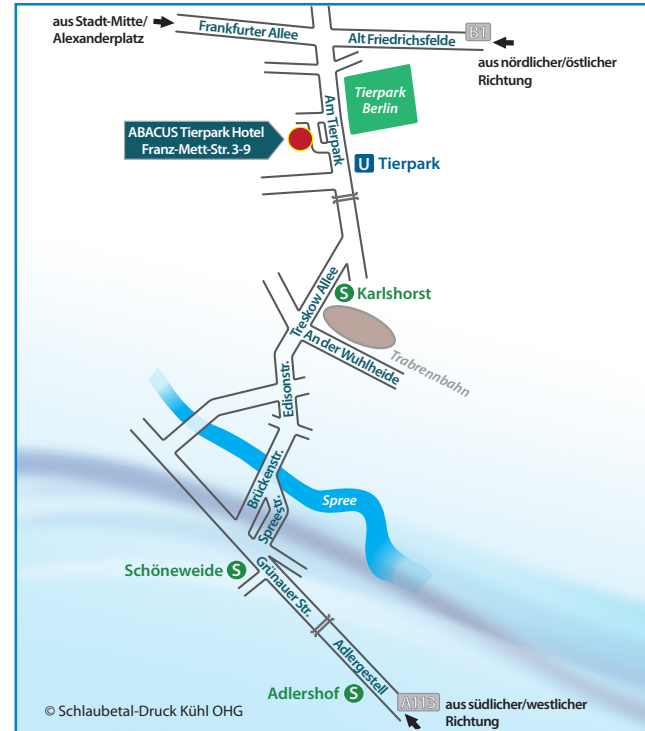 aus Stadt-Mitte/
Alexanderplatz
Frankfurter Allee
Alt Friedrichsfelde
B1
aus nördlicher/östlicher
Richtung
Tierpark
Berlin
Am Tierpark
ABACUS Tierpark Hotel
Franz-Mett-Str. 3-9
U Tierpark
S Karlshorst
Treskow Allee
An der Wuhlheide
Trabrennbahn
Edisonstr.
Brückenstr.
Spreestr.
Spree
Schöneweide S
Grünauer Str.
Adlergestell
Adlershof S
A113
aus südlicher/westlicher
Richtung
© Schlaubetal-Druck Kühl OHG